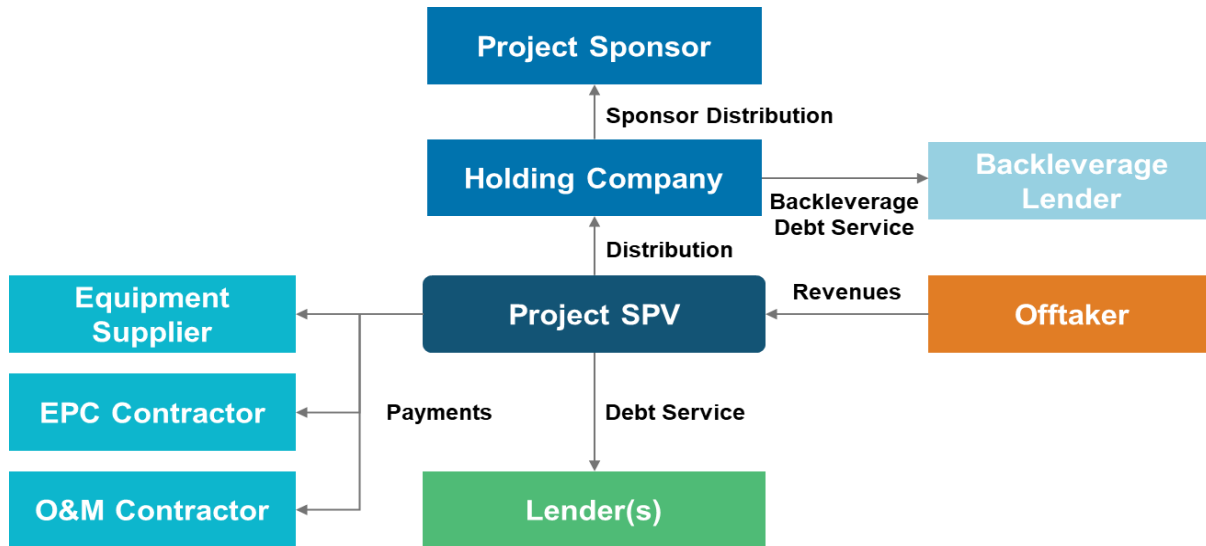 Project Sponsor
Sponsor Distribution
Holding Company
Backleverage
Lender
Backleverage
Debt Service
Distribution
Equipment
Supplier
Project SPV
Revenues
Offtaker
EPC Contractor
Payments
Debt Service
O&M Contractor
Lender(s)